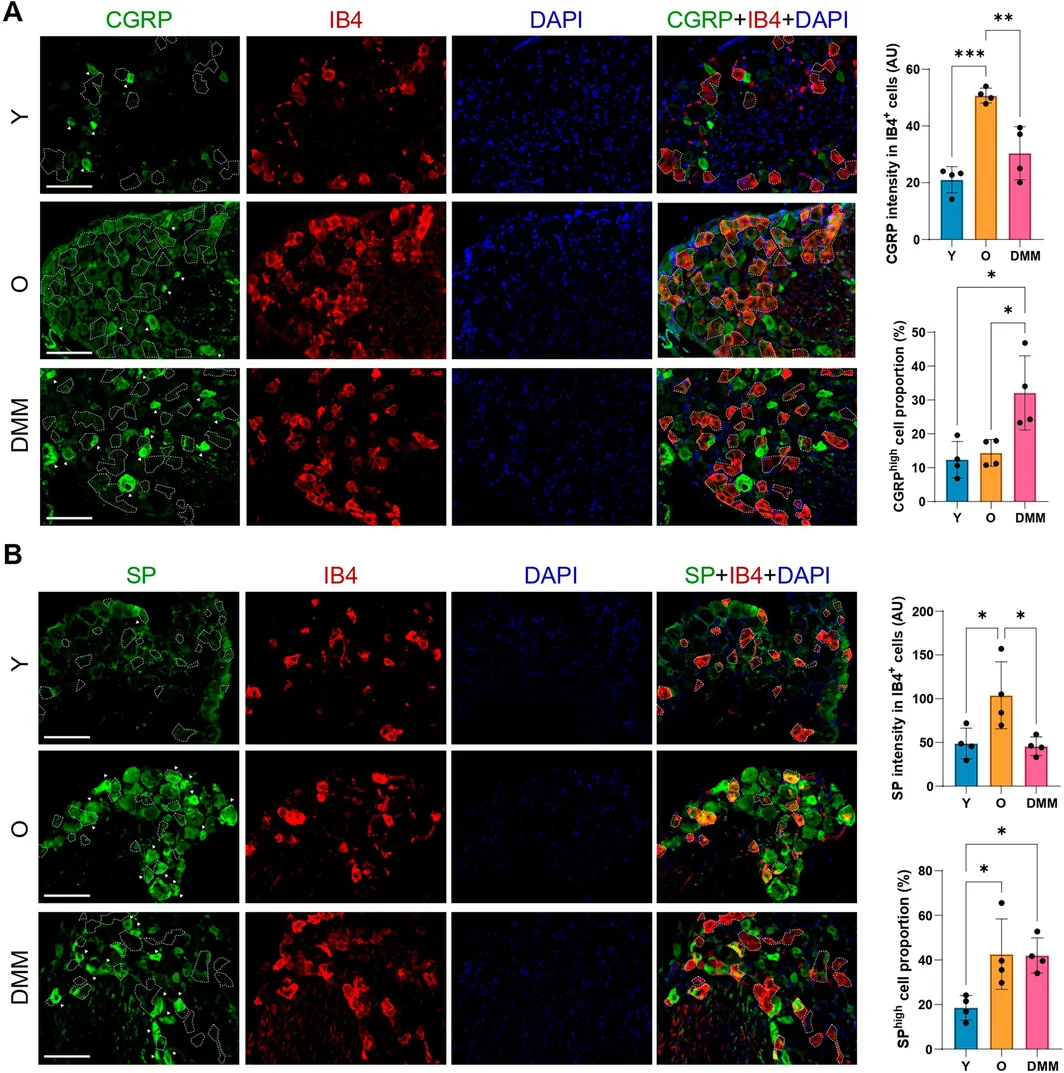 A
CGRP IB4 DAPI CGRP+IB4+DAPI
Y
O
DMM
CGRP intensity in IB4+ cells (AU)
** 
***
60
40
20
0
Y O DMM
CGRPhigh cell proportion (%)
*
*
50
40
30
20
10
0
Y O DMM
B
SP IB4 DAPI SP+IB4+DAPI
Y
O
DMM
SP intensity in IB4+ cells (AU)
* *
200
150
100
50
0
Y O DMM
SPhigh cell proportion (%)
*
*
80
60
40
20
0
Y O DMM